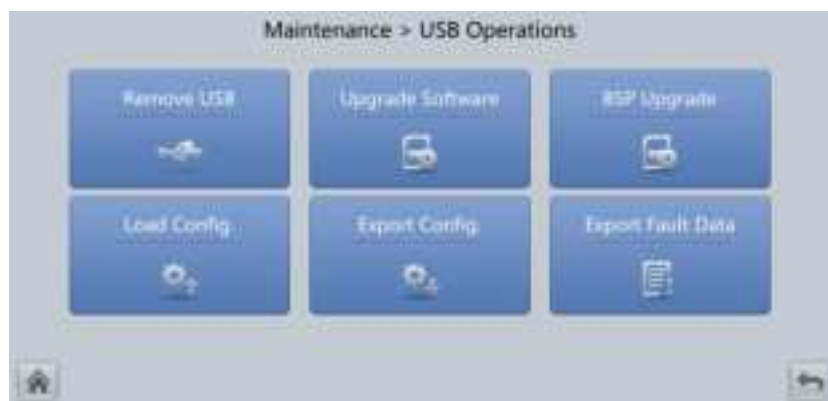 Maintenance > USB Operations
Remove USB
Upgrade Software
BSP Upgrade
Load Config
Export Config
Export Fault Data